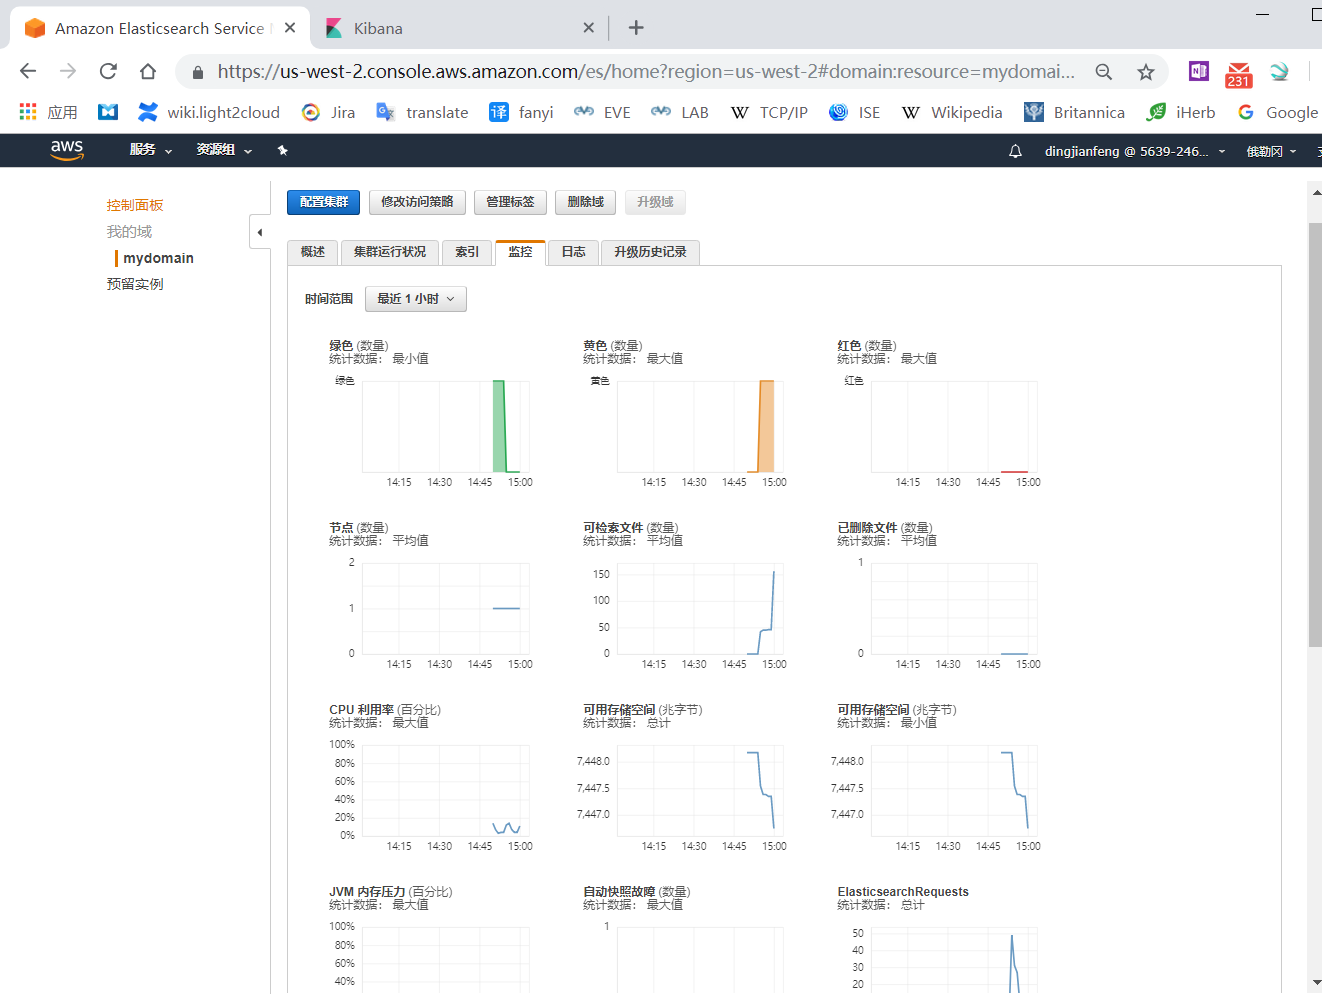 Amazon Elasticsearch Service
Kibana
https://us-west-2.console.aws.amazon.com/es/home?region=us-west-2#domain:resource=mydomai...
231
应用
wiki.light2cloud
Jira
translate
译 fanyi
EVE
LAB
W TCP/IP
ISE
W Wikipedia
Britannica
iHerb
G Google
aws
服务
资源组
dingjianfeng @ 5639-246...
俄勒冈
控制面板
我的域
mydomain
预留实例
配置集群
修改访问策略
管理标签
删除域
升级域
概述
集群运行状况
索引
监控
日志
升级历史记录
时间范围
最近 1 小时
绿色 (数量)
统计数据： 最小值
绿色
14:15 14:30 14:45 15:00
黄色 (数量)
统计数据： 最大值
黄色
14:15 14:30 14:45 15:00
红色 (数量)
统计数据： 最大值
红色
14:15 14:30 14:45 15:00
节点 (数量)
统计数据： 平均值
2
1
0
14:15 14:30 14:45 15:00
可检索文件 (数量)
统计数据： 平均值
150
100
50
0
14:15 14:30 14:45 15:00
已删除文件 (数量)
统计数据： 平均值
1
0
14:15 14:30 14:45 15:00
CPU 利用率 (百分比)
统计数据： 最大值
100%
80%
60%
40%
20%
0%
14:15 14:30 14:45 15:00
可用存储空间 (兆字节)
统计数据： 总计
7,448.0
7,447.5
7,447.0
14:15 14:30 14:45 15:00
可用存储空间 (兆字节)
统计数据： 最小值
7,448.0
7,447.5
7,447.0
14:15 14:30 14:45 15:00
JVM 内存压力 (百分比)
统计数据： 最大值
100%
80%
60%
40%
自动快照故障 (数量)
统计数据： 最大值
1
ElasticsearchRequests
统计数据： 总计
50
40
30
20